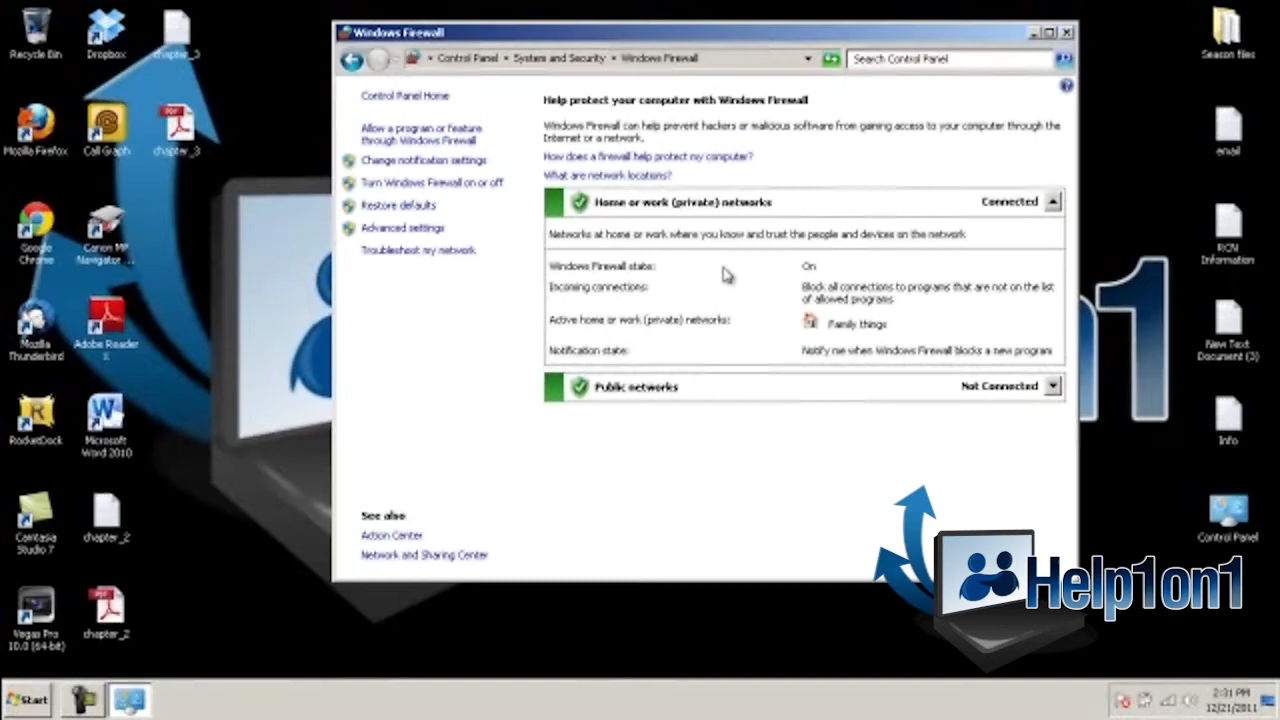 Recycle Bin
Dropbox
chapter_3
Mozilla Firefox
Call Graph
chapter_3
Google
Chrome
Canon MP
Navigator ...
Mozilla
Thunderbird
Adobe Reader
X
RocketDock
Microsoft
Word 2010
Camtasia
Studio 7
chapter_2
Vegas Pro
10.0 (64-bit)
chapter_2
Windows Firewall
Control Panel
System and Security
Windows Firewall
Search Control Panel
Control Panel Home
Allow a program or feature
through Windows Firewall
Change notification settings
Turn Windows Firewall on or off
Restore defaults
Advanced settings
Troubleshoot my network
See also
Action Center
Network and Sharing Center
Help protect your computer with Windows Firewall
Windows Firewall can help prevent hackers or malicious software from gaining access to your computer through the
Internet or a network.
How does a firewall help protect my computer?
What are network locations?
Home or work (private) networks Connected
Networks at home or work where you know and trust the people and devices on the network
Windows Firewall state: On
Incoming connections: Block all connections to programs that are not on the list
of allowed programs
Active home or work (private) networks: Family things
Notification state: Notify me when Windows Firewall blocks a new program
Public networks Not Connected
Season files
email
RCN
Information
New Text
Document (3)
Info
Control Panel
n1
Help1on1
Start
2:31 PM
12/21/2011